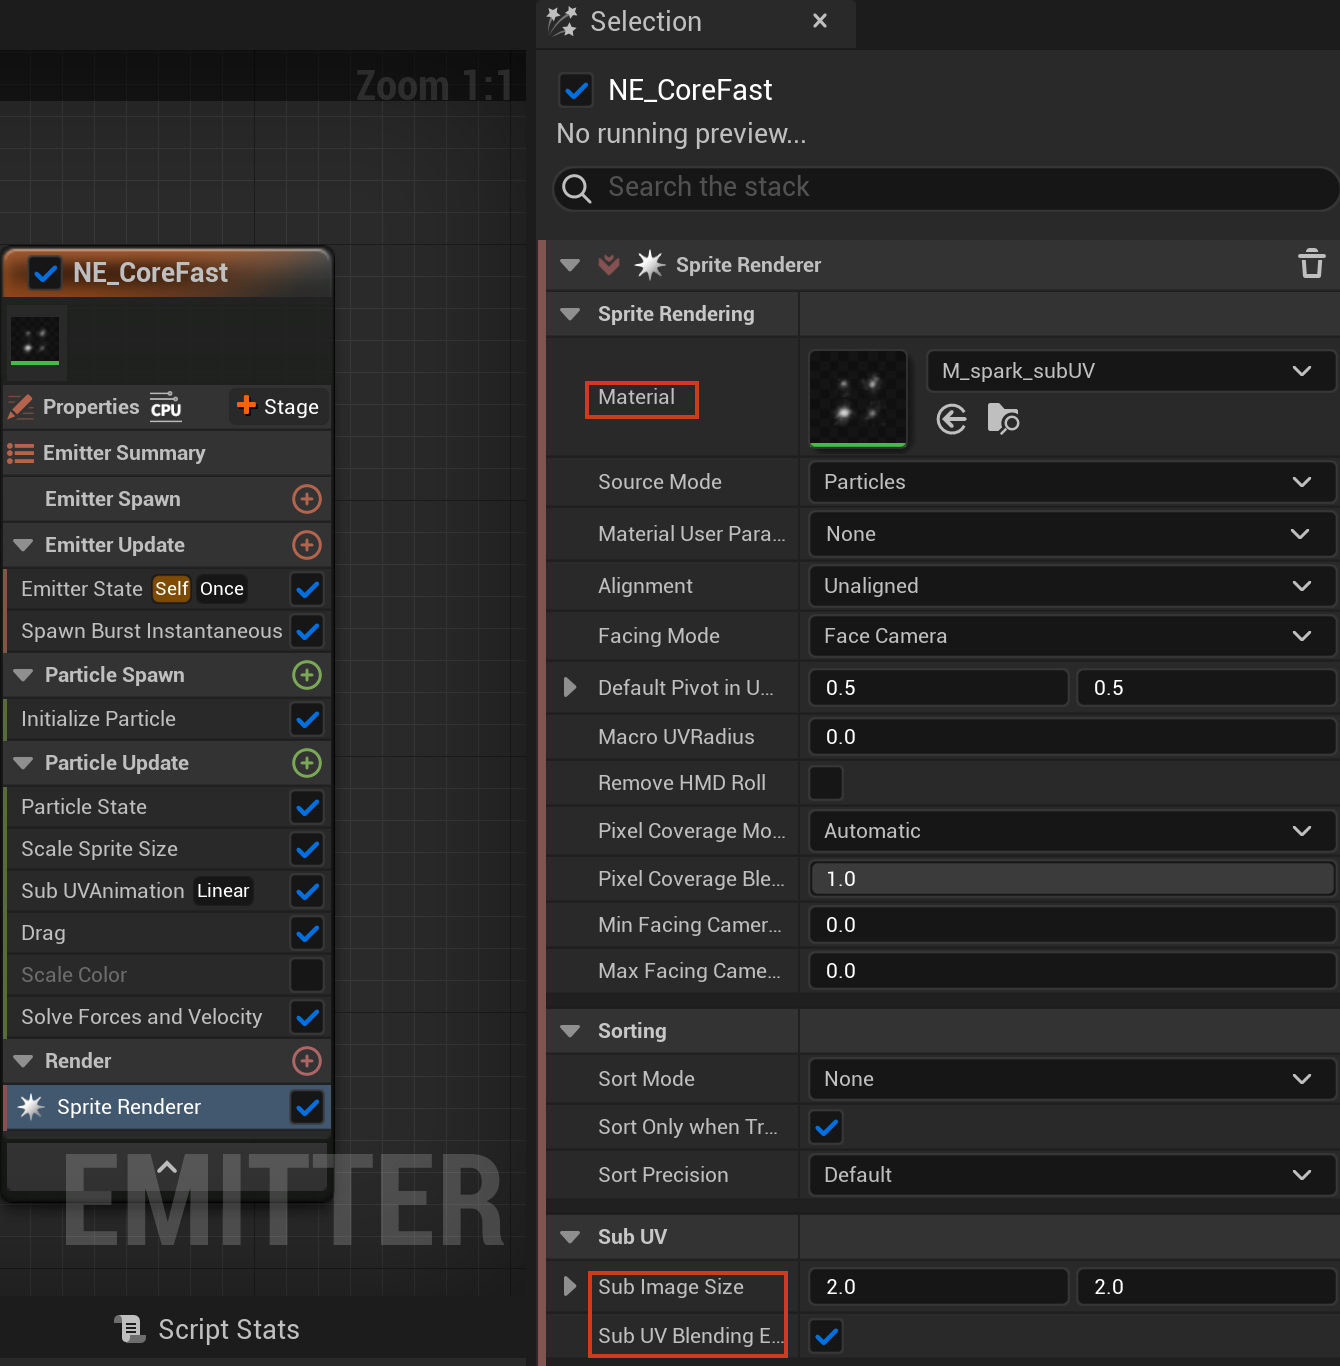 Zoom 1:1
NE_CoreFast
Properties CPU Stage
Emitter Summary
Emitter Spawn
Emitter Update
Emitter State Self Once
Spawn Burst Instantaneous
Particle Spawn
Initialize Particle
Particle Update
Particle State
Scale Sprite Size
Sub UVAnimation Linear
Drag
Scale Color
Solve Forces and Velocity
Render
Sprite Renderer
EMITTER
Script Stats
Selection
NE_CoreFast
No running preview...
Search the stack
Sprite Renderer
Sprite Rendering
Material M_spark_subUV
Source Mode Particles
Material User Para... None
Alignment Unaligned
Facing Mode Face Camera
Default Pivot in U... 0.5 0.5
Macro UVRadius 0.0
Remove HMD Roll
Pixel Coverage Mo... Automatic
Pixel Coverage Ble... 1.0
Min Facing Camer... 0.0
Max Facing Came... 0.0
Sorting
Sort Mode None
Sort Only when Tr...
Sort Precision Default
Sub UV
Sub Image Size 2.0 2.0
Sub UV Blending E...